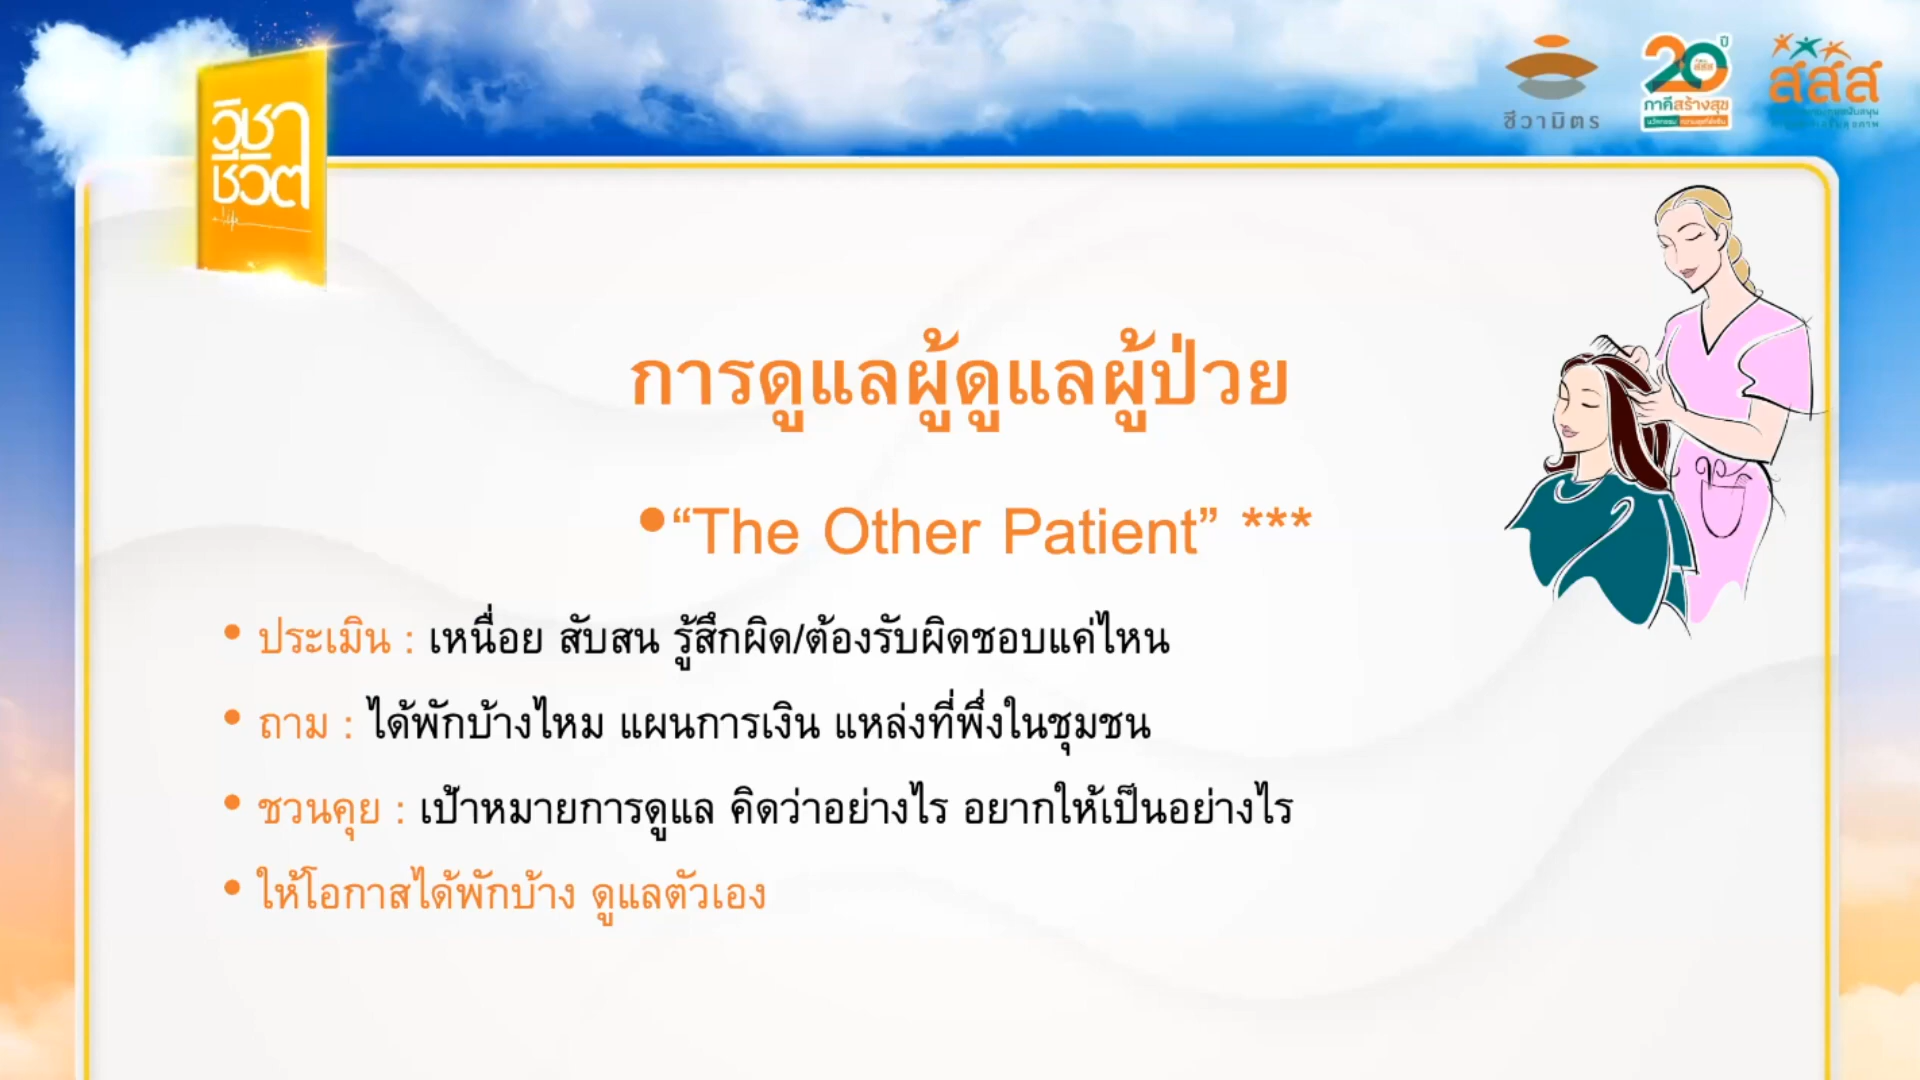 วิชา
ชีวิต
Life
ชีวามิตร
20 ปี
สสส
ภาคีสร้างสุข
สสส
การดูแลผู้ดูแลผู้ป่วย
•“The Other Patient” ***
• ประเมิน : เหนื่อย สับสน รู้สึกผิด/ต้องรับผิดชอบแค่ไหน
• ถาม : ได้พักบ้างไหม แผนการเงิน แหล่งที่พึ่งในชุมชน
• ชวนคุย : เป้าหมายการดูแล คิดว่าอย่างไร อยากให้เป็นอย่างไร
• ให้โอกาสได้พักบ้าง ดูแลตัวเอง